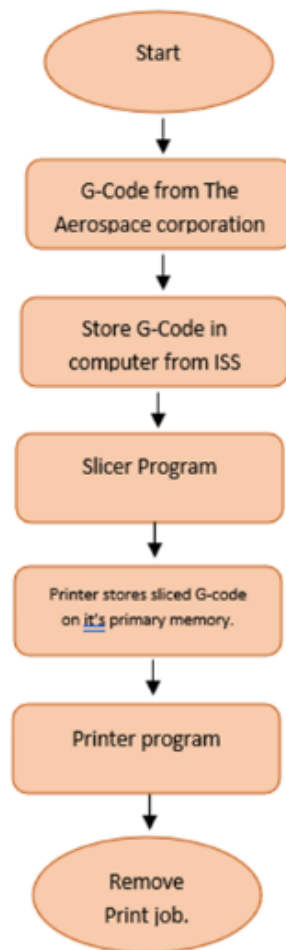 Start
G-Code from The
Aerospace corporation
Store G-Code in
computer from ISS
Slicer Program
Printer stores sliced G-code
on it's primary memory.
Printer program
Remove
Print job.